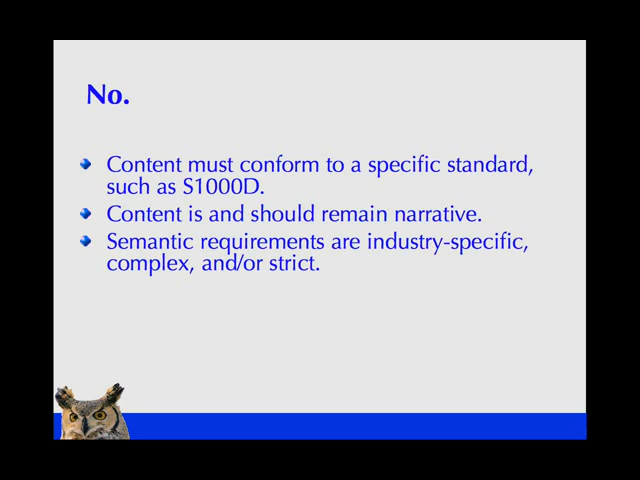 No.
Content must conform to a specific standard,
such as S1000D.
Content is and should remain narrative.
Semantic requirements are industry-specific,
complex, and/or strict.